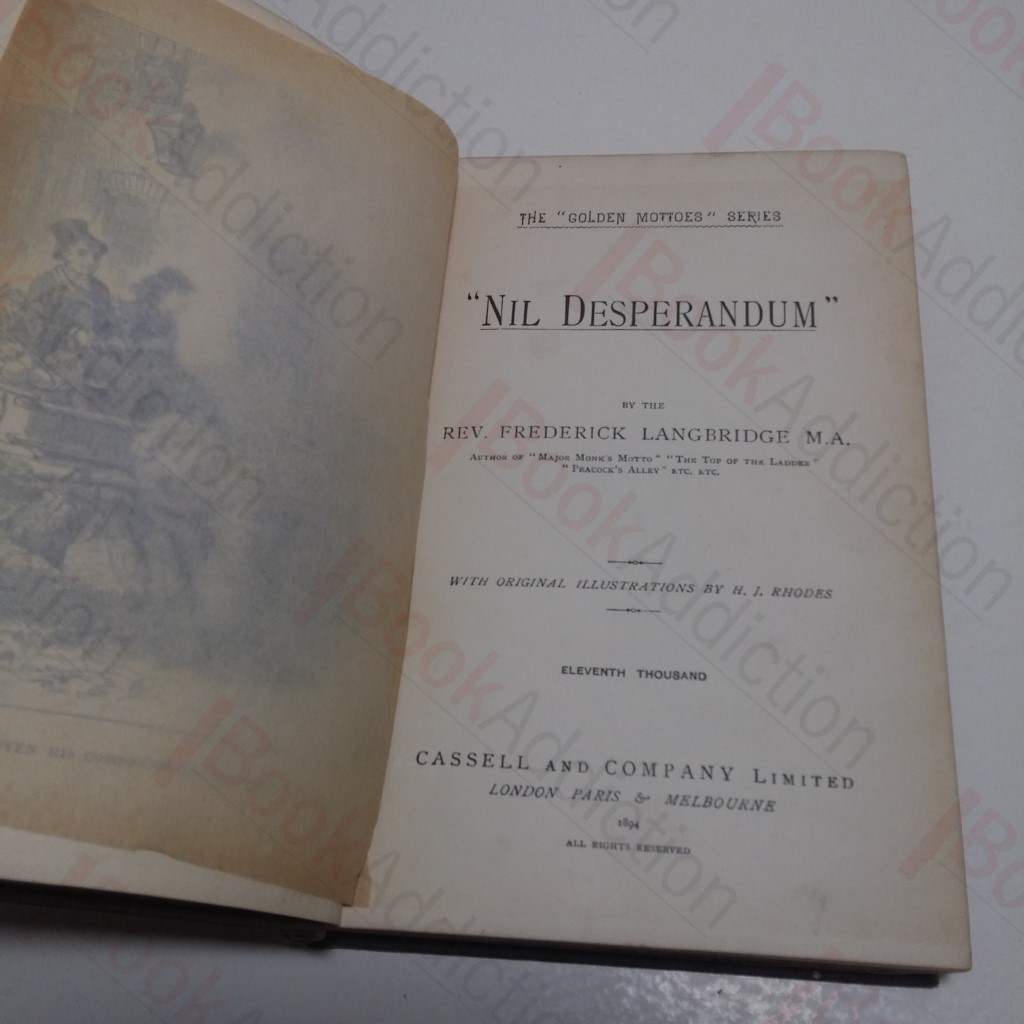 THE "GOLDEN MOTTOES" SERIES
"NIL DESPERANDUM"
BY THE
REV. FREDERICK LANGBRIDGE M.A.
AUTHOR OF "MAJOR MONK'S MOTTO" "THE TOP OF THE LADDER"
"PEACOCK'S ALLEY" ETC. ETC.
WITH ORIGINAL ILLUSTRATIONS BY H. J. RHODES
ELEVENTH THOUSAND
CASSELL AND COMPANY LIMITED
LONDON PARIS & MELBOURNE
1894
ALL RIGHTS RESERVED
BookAddiction